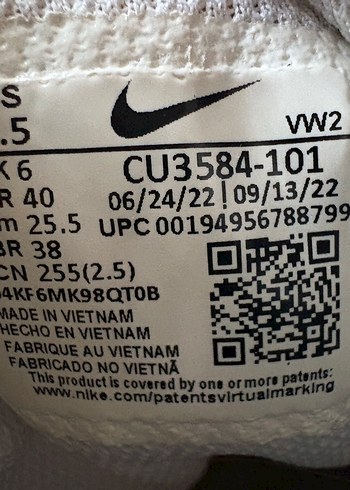 S
.5
VW2
K 6
CU3584-101
R 40
06/24/22 | 09/13/22
m 25.5
UPC 00194956788799
BR 38
CN 255(2.5)
04KF6MK98QT0B
MADE IN VIETNAM
HECHO EN VIETNAM
FABRIQUE AU VIETNAM
FABRICADO NO VIETNÃ
This product is covered by one or more patents:
www.nike.com/patentsvirtualmarking